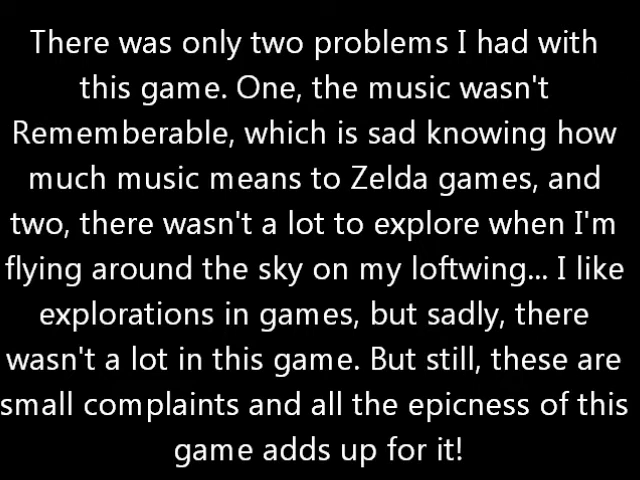 There was only two problems I had with
this game. One, the music wasn't
Rememberable, which is sad knowing how
much music means to Zelda games, and
two, there wasn't a lot to explore when I'm
flying around the sky on my loftwing... I like
explorations in games, but sadly, there
wasn't a lot in this game. But still, these are
small complaints and all the epicness of this
game adds up for it!